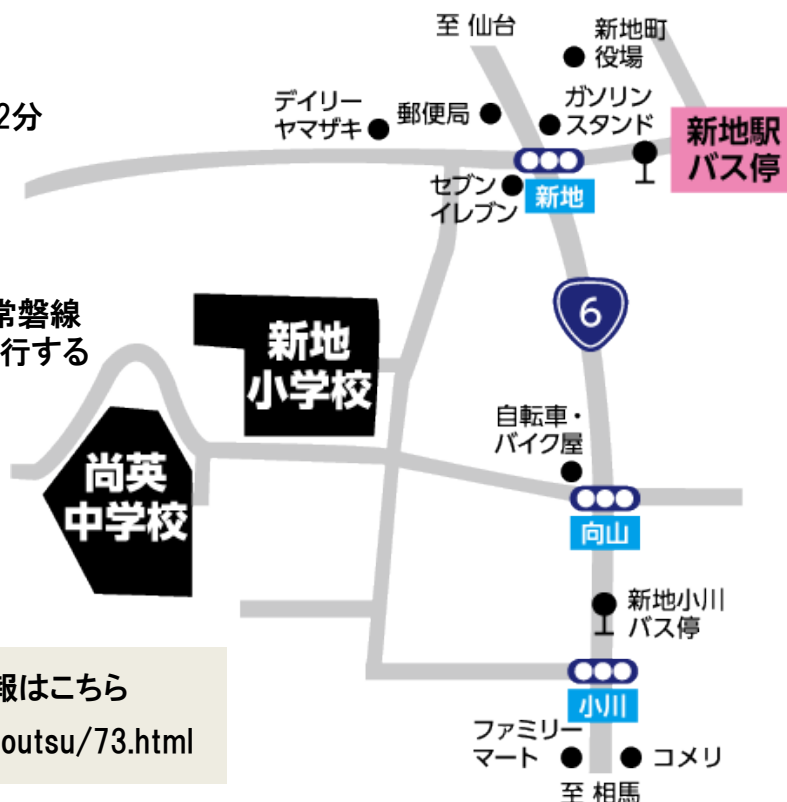 至 仙台
新地町
役場
2分
デイリー
ヤマザキ
郵便局
ガソリン
スタンド
新地駅
バス停
セブン
イレブン
新地
常磐線
行する
6
新地
小学校
自転車・
バイク屋
尚英
中学校
向山
新地小川
バス停
報はこちら
outsu/73.html
小川
ファミリー
マート
コメリ
至 相馬